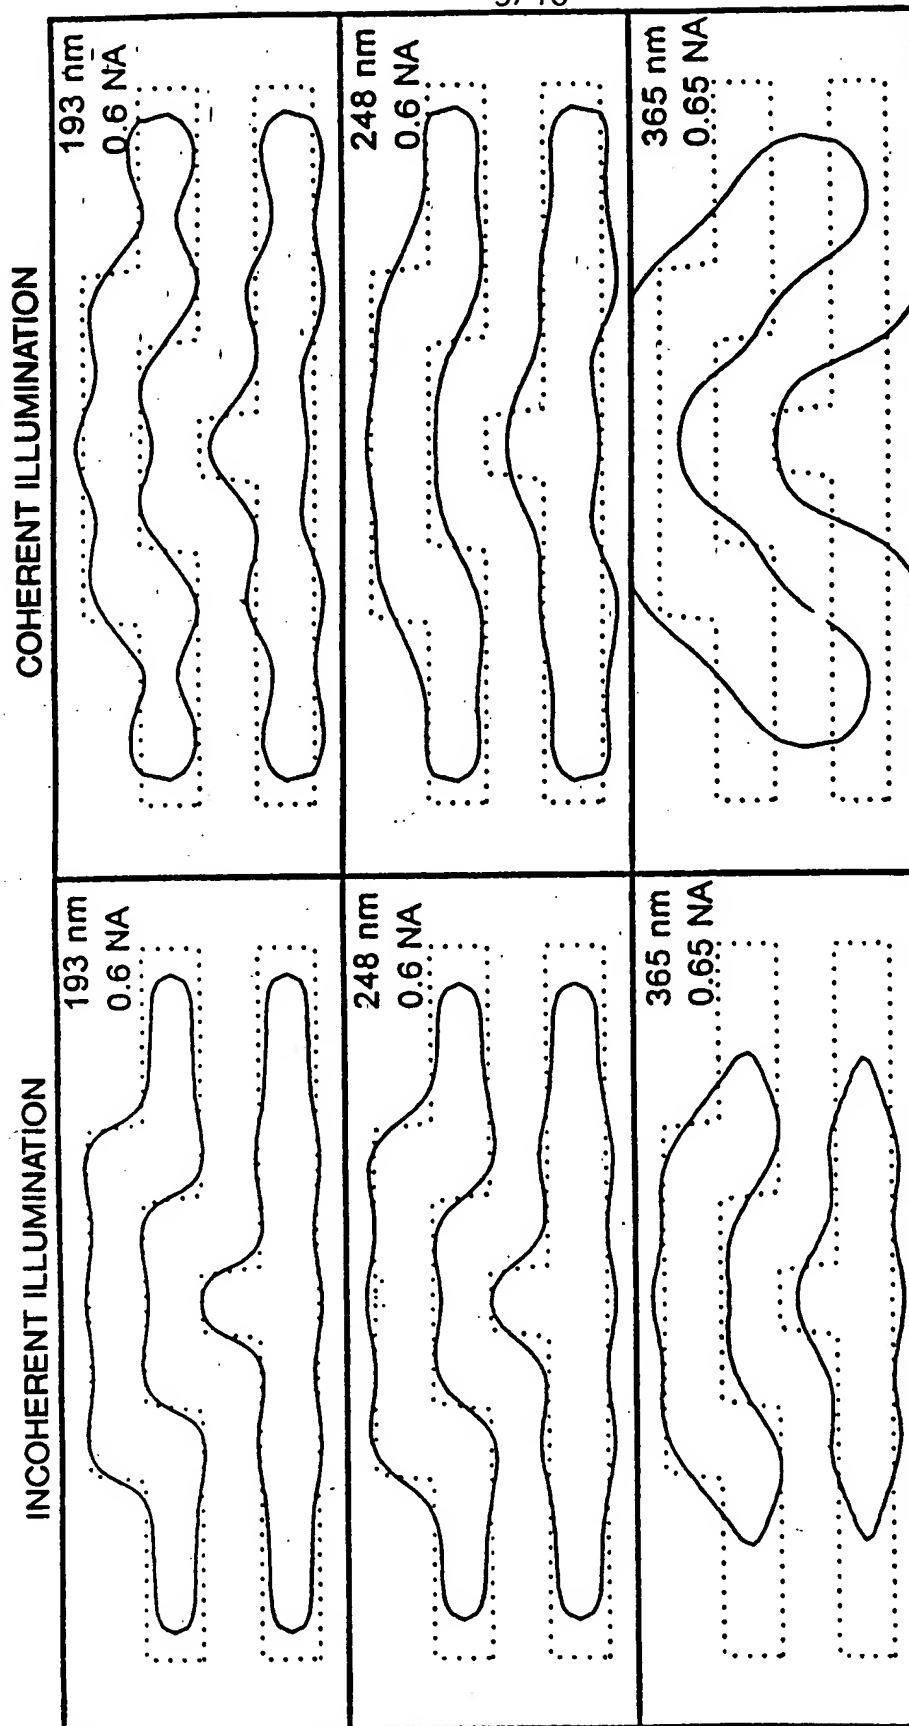 INCOHERENT ILLUMINATION
COHERENT ILLUMINATION
193 nm
0.6 NA
193 nm
0.6 NA
248 nm
0.6 NA
248 nm
0.6 NA
365 nm
0.65 NA
365 nm
0.65 NA